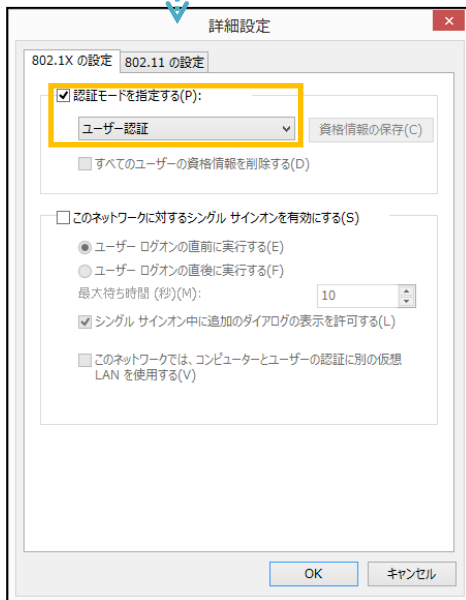 詳細設定
802.1X の設定 802.11 の設定
認証モードを指定する(P):
ユーザー認証 資格情報の保存(C)
すべてのユーザーの資格情報を削除する(D)
このネットワークに対するシングル サインオンを有効にする(S)
ユーザー ログオンの直前に実行する(E)
ユーザー ログオンの直後に実行する(F)
最大待ち時間 (秒)(M): 10
シングル サインオン中に追加のダイアログの表示を許可する(L)
このネットワークでは、コンピューターとユーザーの認証に別の仮想
LAN を使用する(V)
OK キャンセル